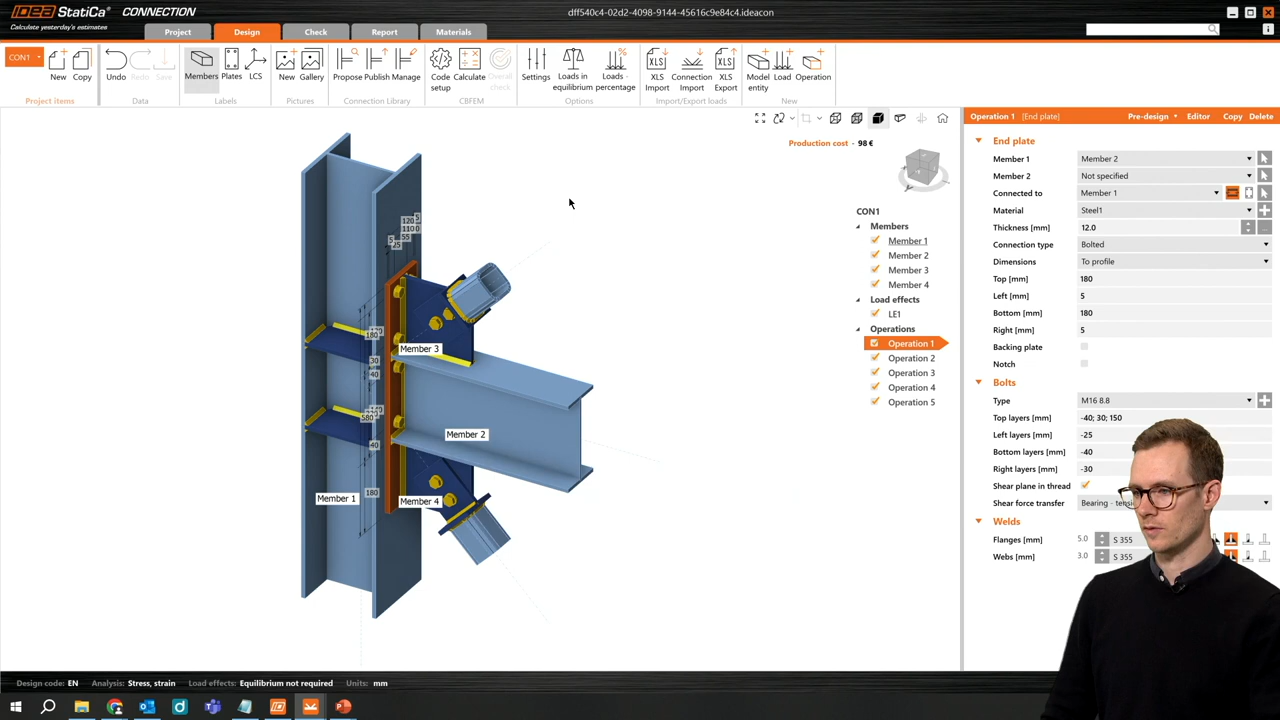 IDEA StatiCa CONNECTION
Calculate yesterday's estimates
dff540c4-02d2-4098-9144-45616c9e84c4.ideacon
Project Design Check Report Materials
CON1 New Copy Undo Redo Save Members Plates LCS New Gallery Propose Publish Manage Code setup Calculate Overall check Settings Loads in equilibrium Loads - percentage XLS Import Connection Import XLS Export Model entity Load Operation
Project items Data Labels Pictures Connection Library CBFEM Options Import/Export loads New
Production cost - 98 €
CON1
Members
Member 1
Member 2
Member 3
Member 4
Load effects
LE1
Operations
Operation 1
Operation 2
Operation 3
Operation 4
Operation 5
Member 3
Member 2
Member 1
Member 4
180
30
40
580
40
180
Operation 1 [End plate] Pre-design Editor Copy Delete
End plate
Member 1 Member 2
Member 2 Not specified
Connected to Member 1
Material Steel1
Thickness [mm] 12.0
Connection type Bolted
Dimensions To profile
Top [mm] 180
Left [mm] 5
Bottom [mm] 180
Right [mm] 5
Backing plate
Notch
Bolts
Type M16 8.8
Top layers [mm] -40; 30; 150
Left layers [mm] -25
Bottom layers [mm] -40
Right layers [mm] -30
Shear plane in thread
Shear force transfer Bearing - 
Welds
Flanges [mm] 5.0 S 355
Webs [mm] 3.0 S 355
Design code: EN Analysis: Stress, strain Load effects: Equilibrium not required Units: mm